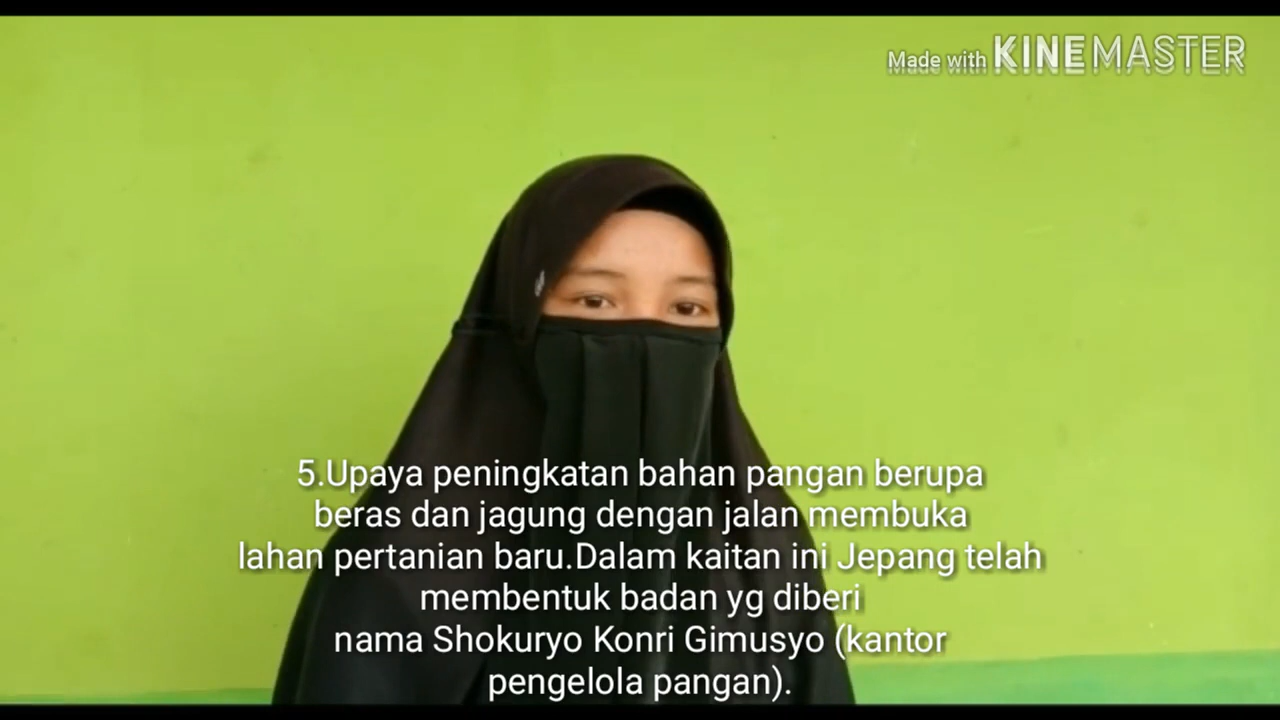 Made with KINEMASTER
5.Upaya peningkatan bahan pangan berupa
beras dan jagung dengan jalan membuka
lahan pertanian baru.Dalam kaitan ini Jepang telah
membentuk badan yg diberi
nama Shokuryo Konri Gimusyo (kantor
pengelola pangan).